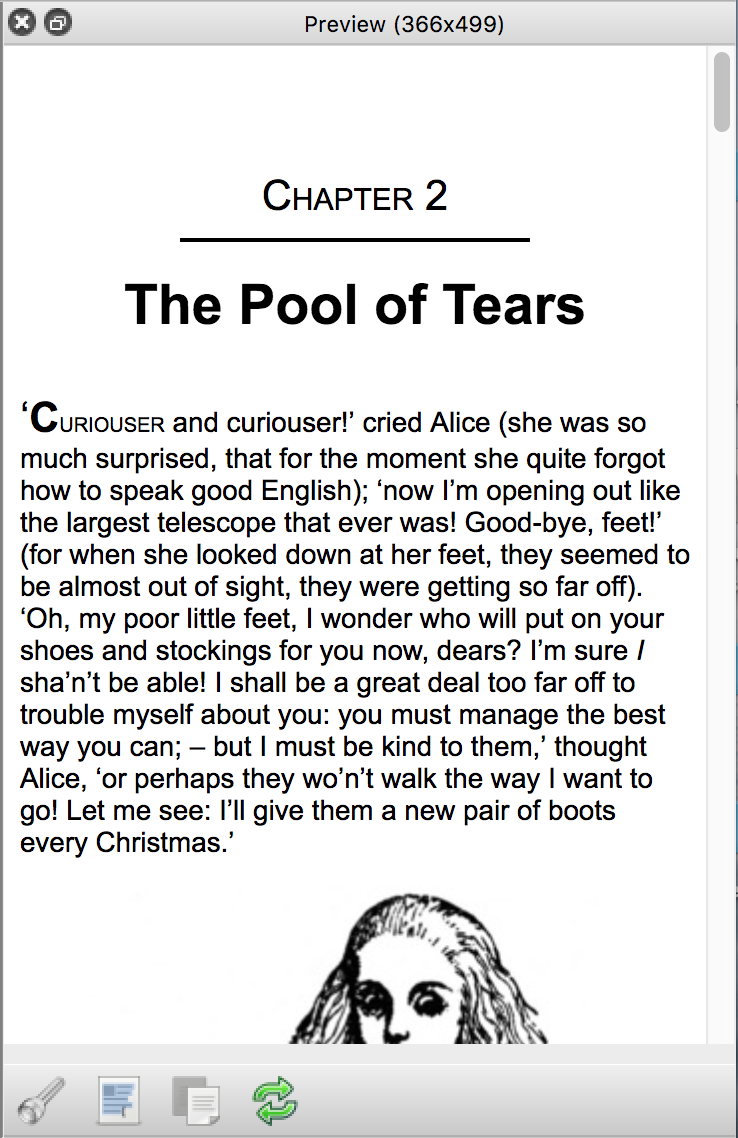 Preview (366x499)
CHAPTER 2
The Pool of Tears
‘CURIOUSER and curiouser!’ cried Alice (she was so
much surprised, that for the moment she quite forgot
how to speak good English); ‘now I’m opening out like
the largest telescope that ever was! Good-bye, feet!’
(for when she looked down at her feet, they seemed to
be almost out of sight, they were getting so far off).
‘Oh, my poor little feet, I wonder who will put on your
shoes and stockings for you now, dears? I’m sure I
sha’n’t be able! I shall be a great deal too far off to
trouble myself about you: you must manage the best
way you can; – but I must be kind to them,’ thought
Alice, ‘or perhaps they wo’n’t walk the way I want to
go! Let me see: I’ll give them a new pair of boots
every Christmas.’